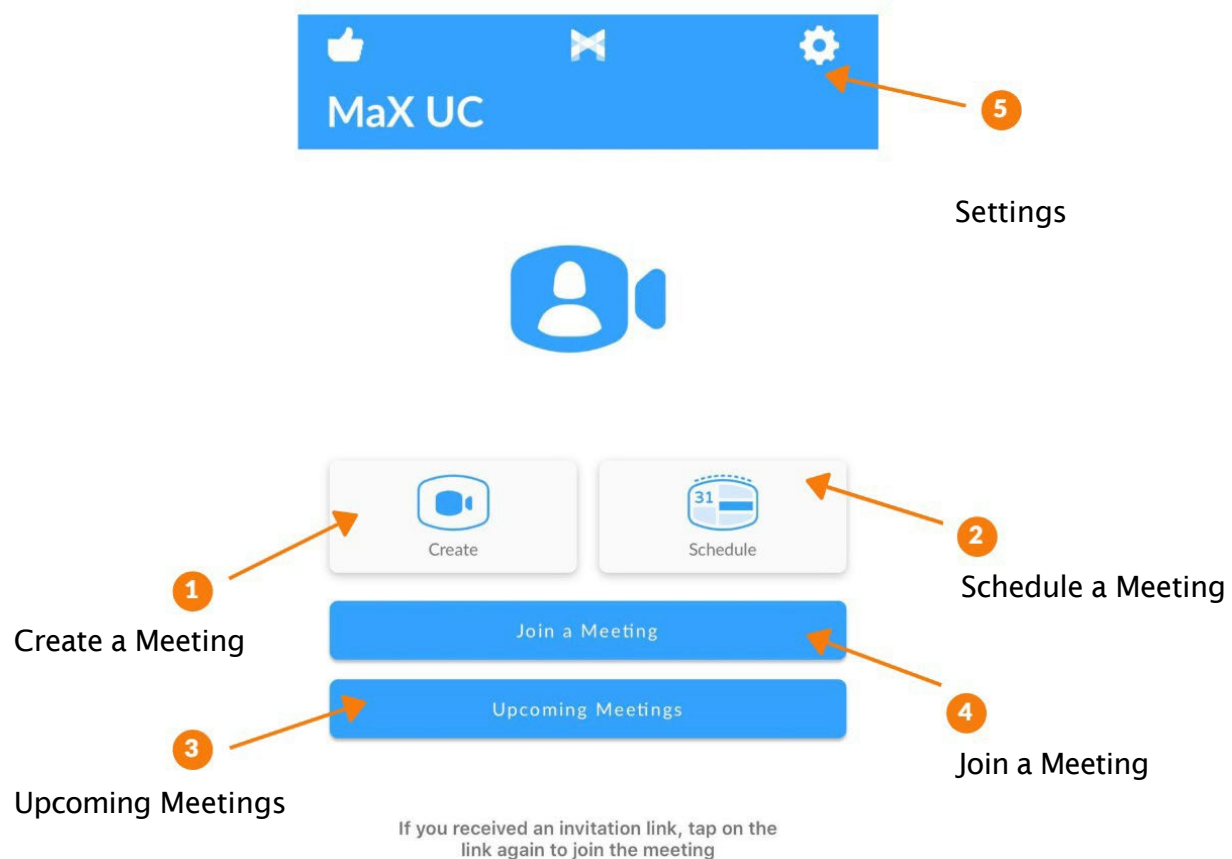 MaX UC
5
Settings
31
Create
Schedule
2
Schedule a Meeting
1
Create a Meeting
Join a Meeting
Upcoming Meetings
4
Join a Meeting
3
Upcoming Meetings
If you received an invitation link, tap on the
link again to join the meeting